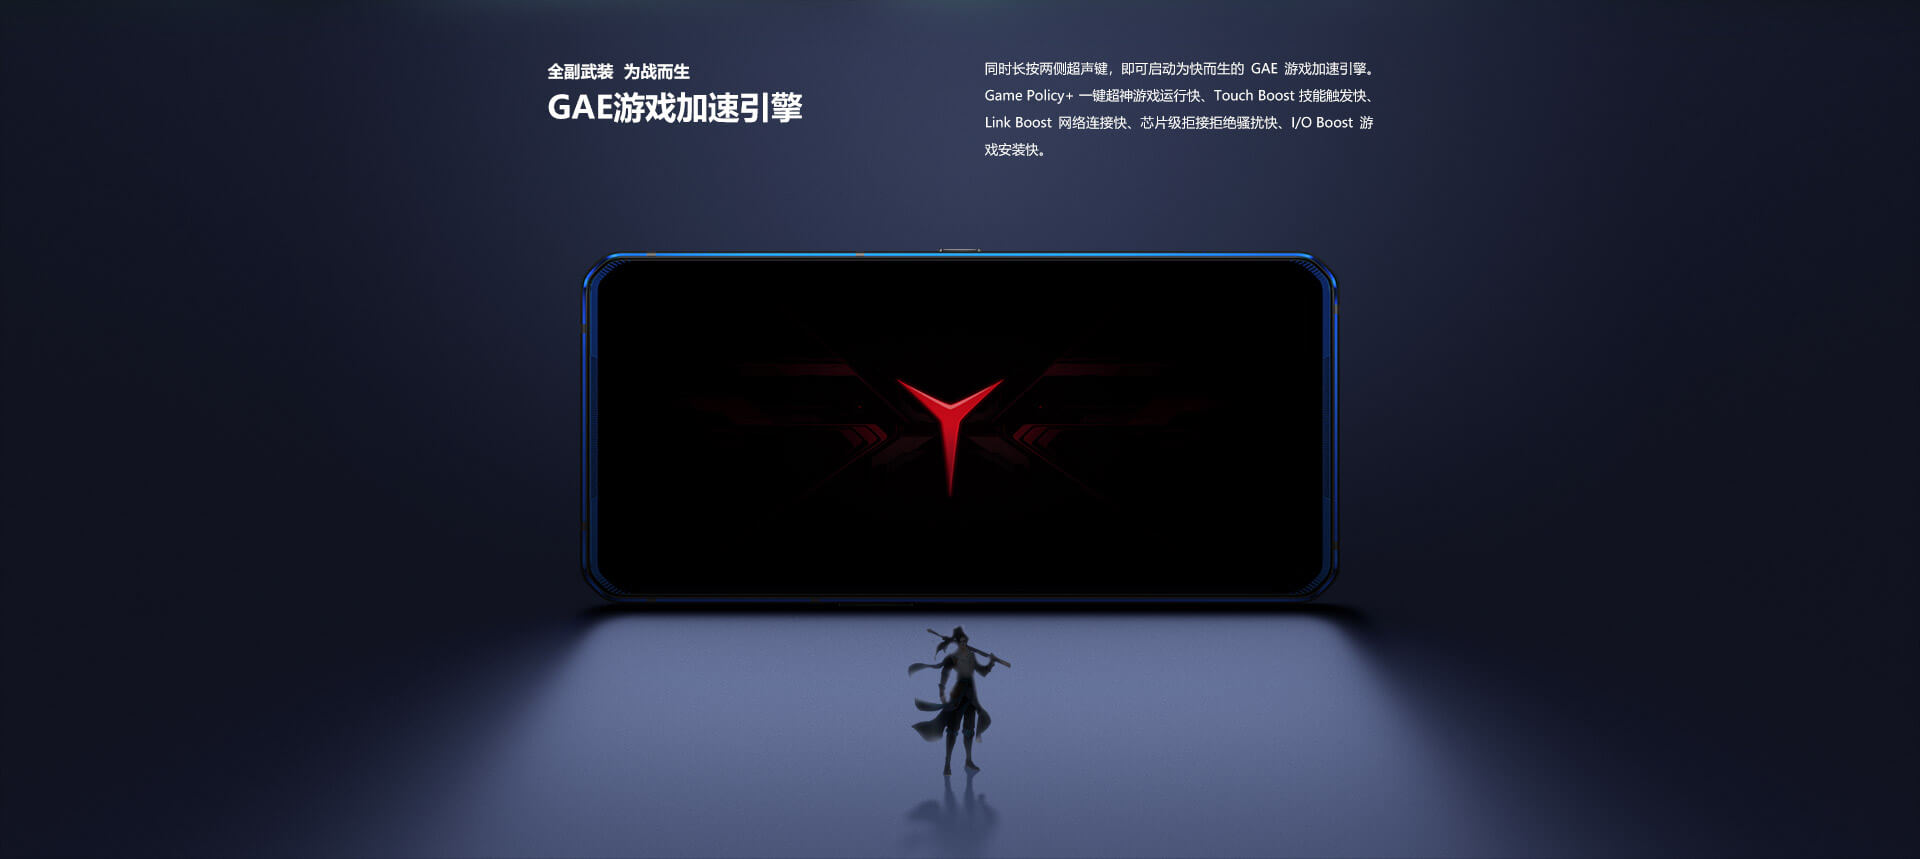 全副武装 为战而生
GAE游戏加速引擎
同时长按两侧超声键，即可启动为快而生的 GAE 游戏加速引擎。
Game Policy+ 一键超神游戏运行快、Touch Boost 技能触发快、
Link Boost 网络连接快、芯片级拒接拒绝骚扰快、I/O Boost 游
戏安装快。